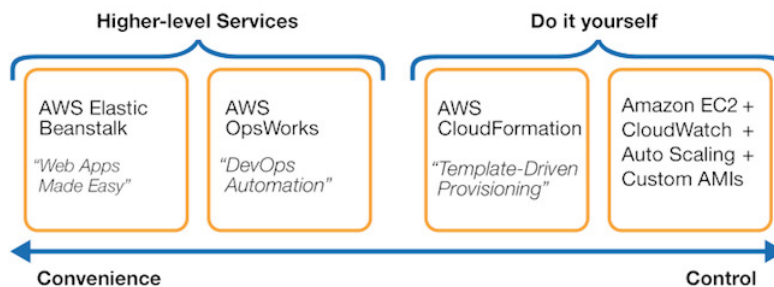 Higher-level Services
Do it yourself
AWS Elastic
Beanstalk
“Web Apps
Made Easy”
AWS
OpsWorks
“DevOps
Automation”
AWS
CloudFormation
“Template-Driven
Provisioning”
Amazon EC2 +
CloudWatch +
Auto Scaling +
Custom AMIs
Convenience
Control